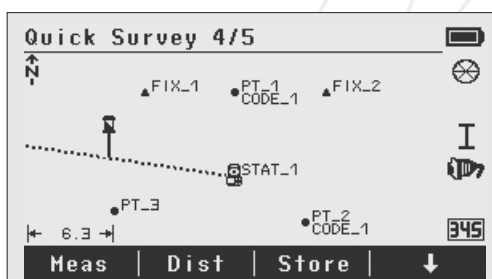 Quick Survey 4/5
N
FIX_1
PT_1
CODE_1
FIX_2
I
STAT_1
PT_3
PT_2
CODE_1
6.3
345
Meas | Dist | Store |